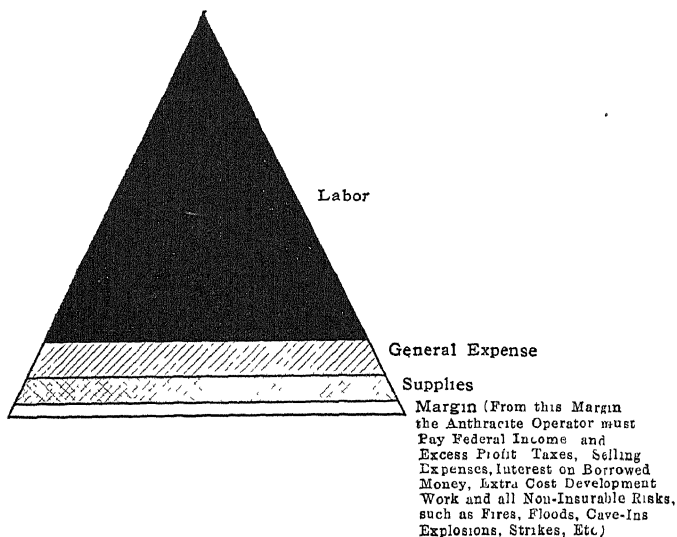 Labor
General Expense
Supplies
Margin (From this Margin
the Anthracite Operator must
Pay Federal Income and
Excess Profit Taxes, Selling
Expenses, Interest on Borrowed
Money, Extra Cost Development
Work and all Non-Insurable Risks,
such as Fires, Floods, Cave-Ins
Explosions, Strikes, Etc)